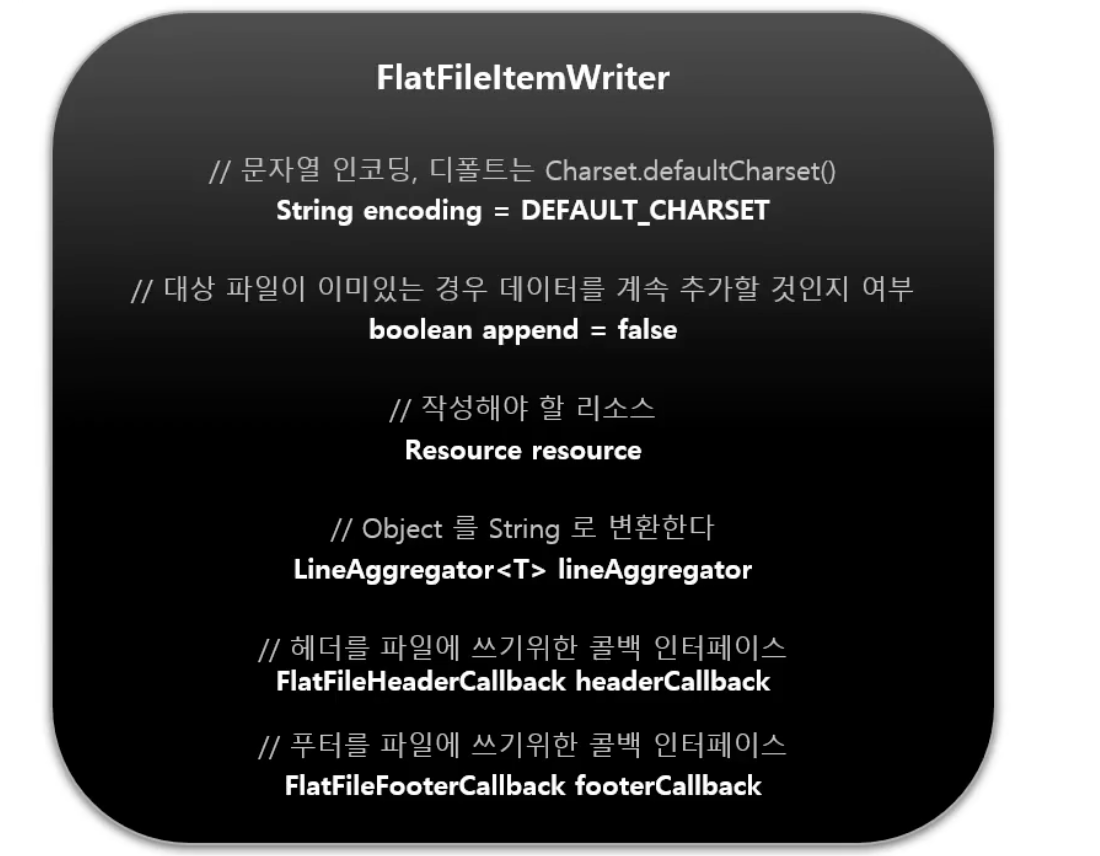 FlatFileItemWriter
// 문자열 인코딩, 디폴트는 Charset.defaultCharset()
String encoding = DEFAULT_CHARSET
// 대상 파일이 이미있는 경우 데이터를 계속 추가할 것인지 여부
boolean append = false
// 작성해야 할 리소스
Resource resource
// Object 를 String 로 변환한다
LineAggregator<T> lineAggregator
// 헤더를 파일에 쓰기위한 콜백 인터페이스
FlatFileHeaderCallback headerCallback
// 푸터를 파일에 쓰기위한 콜백 인터페이스
FlatFileFooterCallback footerCallback